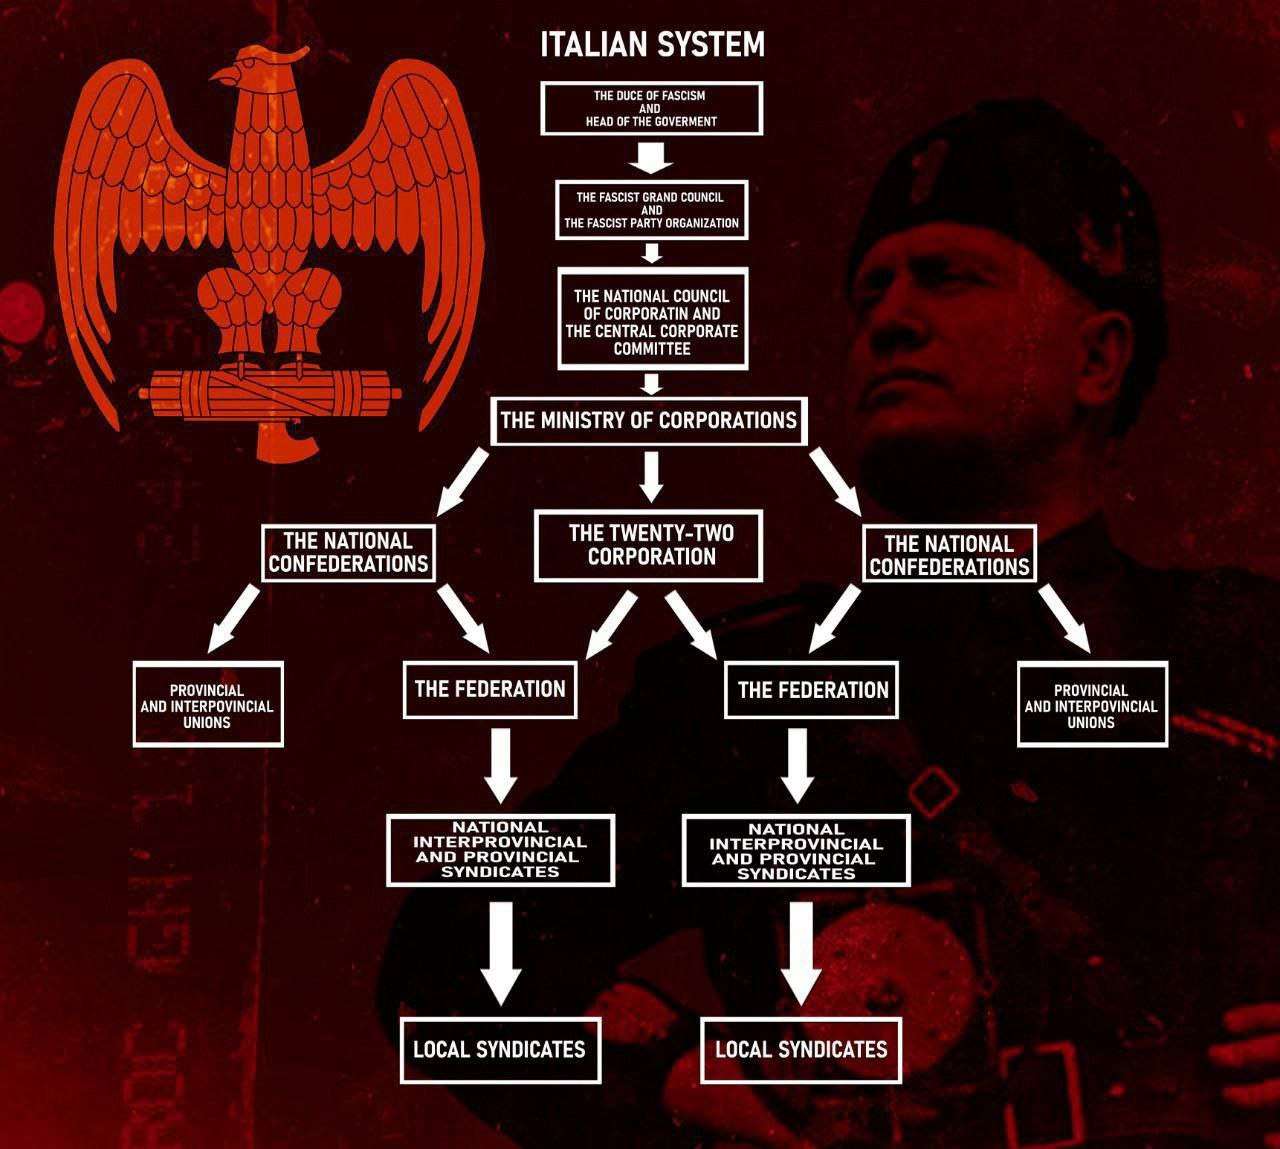 ITALIAN SYSTEM
THE DUCE OF FASCISM
AND
HEAD OF THE GOVERMENT
THE FASCIST GRAND COUNCIL
AND
THE FASCIST PARTY ORGANIZATION
THE NATIONAL COUNCIL
OF CORPORATIN AND
THE CENTRAL CORPORATE
COMMITTEE
THE MINISTRY OF CORPORATIONS
THE NATIONAL
CONFEDERATIONS
THE TWENTY-TWO
CORPORATION
THE NATIONAL
CONFEDERATIONS
PROVINCIAL
AND INTERPOVINCIAL
UNIONS
THE FEDERATION
THE FEDERATION
PROVINCIAL
AND INTERPOVINCIAL
UNIONS
NATIONAL
INTERPROVINCIAL
AND PROVINCIAL
SYNDICATES
NATIONAL
INTERPROVINCIAL
AND PROVINCIAL
SYNDICATES
LOCAL SYNDICATES
LOCAL SYNDICATES